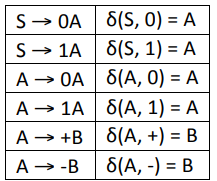 S → 0A δ(S, 0) = A
S → 1A δ(S, 1) = A
A → 0A δ(A, 0) = A
A → 1A δ(A, 1) = A
A → +B δ(A, +) = B
A → -B δ(A, -) = B